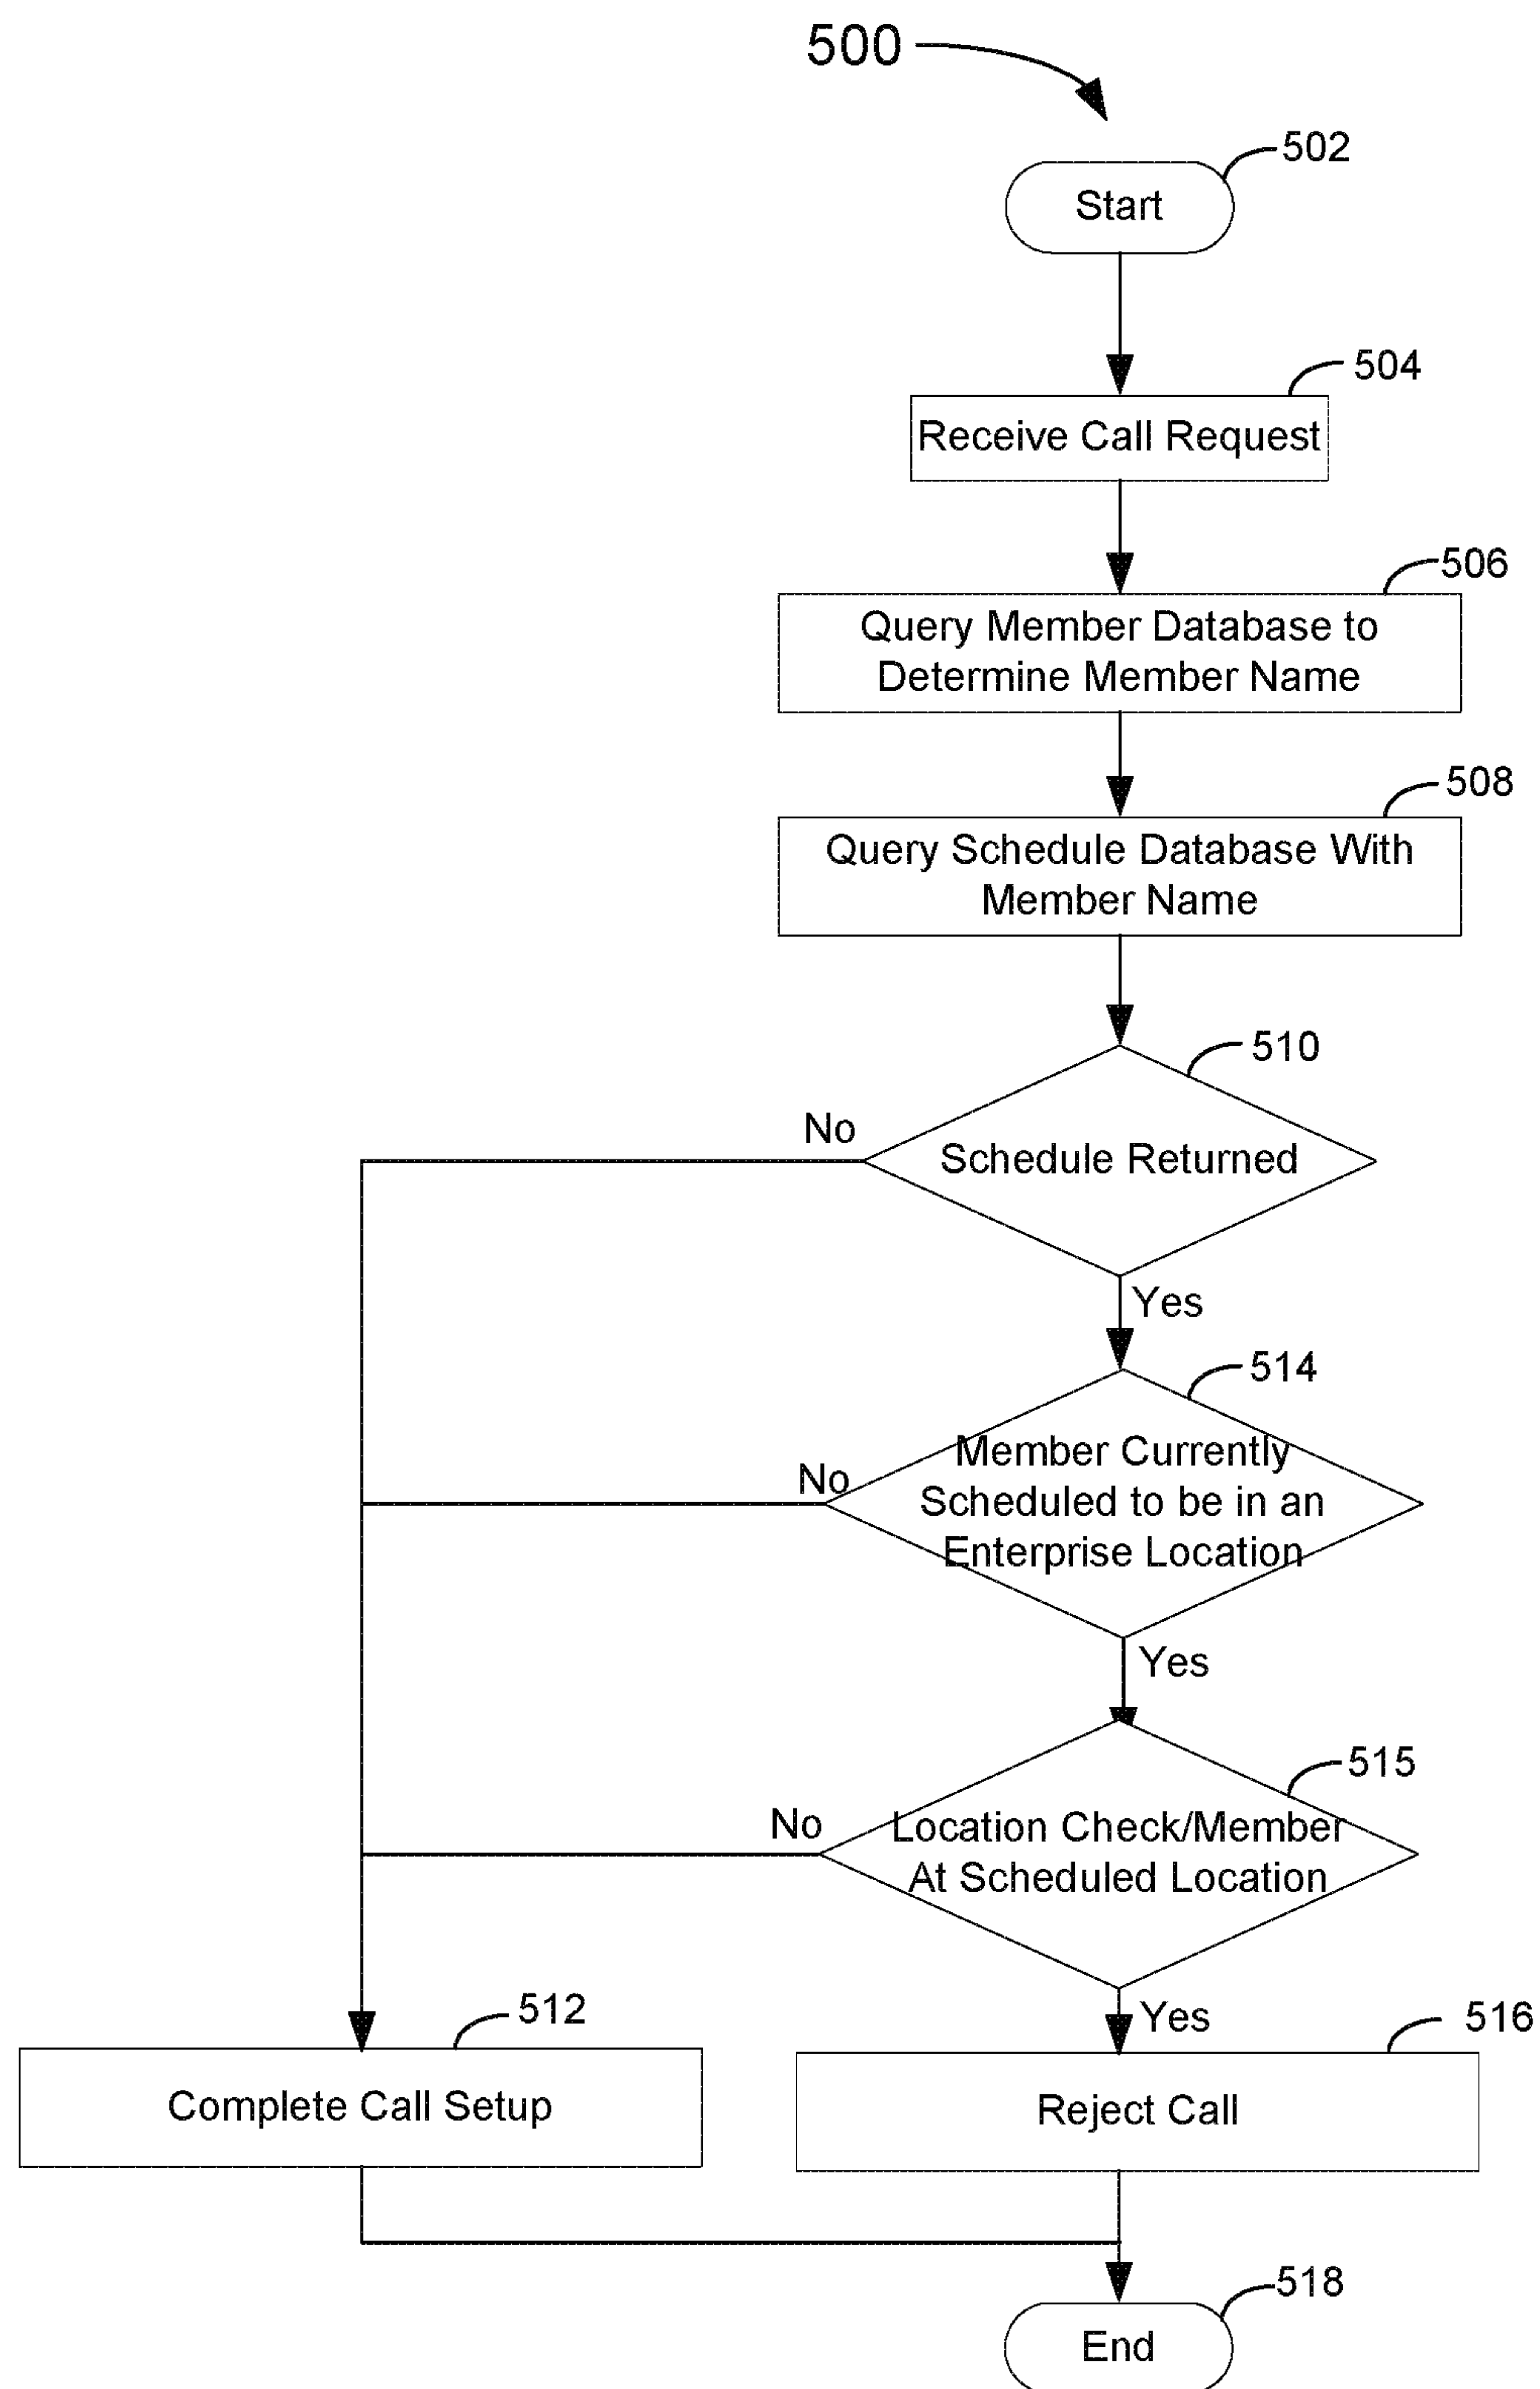 500
502
Start
504
Receive Call Request
506
Query Member Database to
Determine Member Name
508
Query Schedule Database With
Member Name
510
No
Schedule Returned
Yes
514
Member Currently
No
Scheduled to be in an
Enterprise Location
Yes
515
No
Location Check/Member
At Scheduled Location
512
Yes
516
Complete Call Setup
Reject Call
518
End